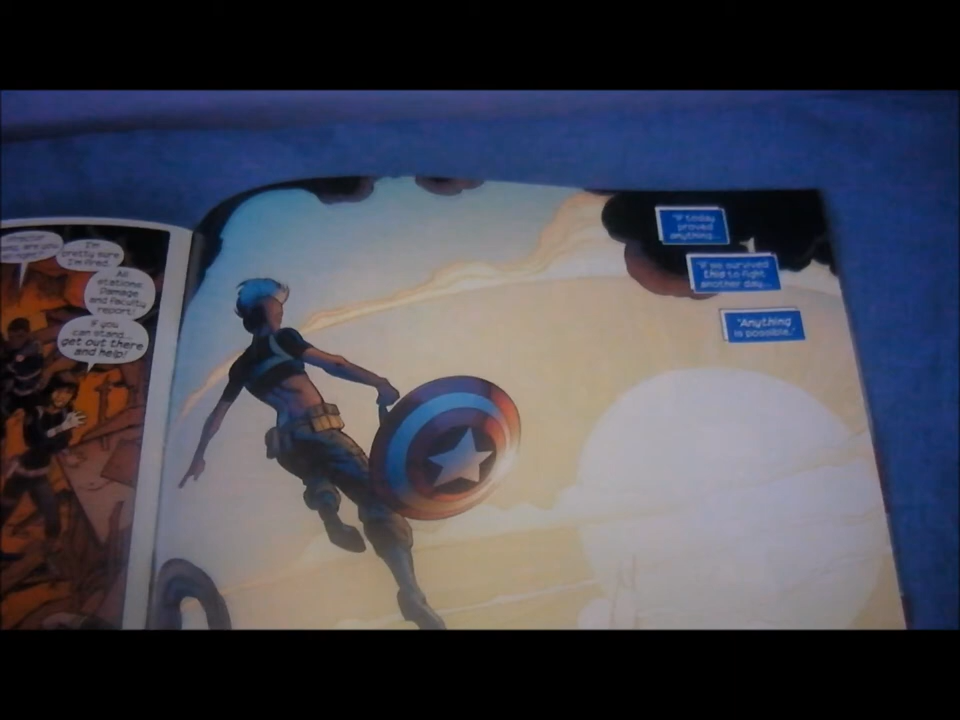 I'm
pretty sure
I'm fired.
All
stations:
Damage
and faculty
report!
If you
can stand...
get out there
and help!
"If today
proved
anything...
"If we survived
this to fight
another day...
"Anything
is possible."